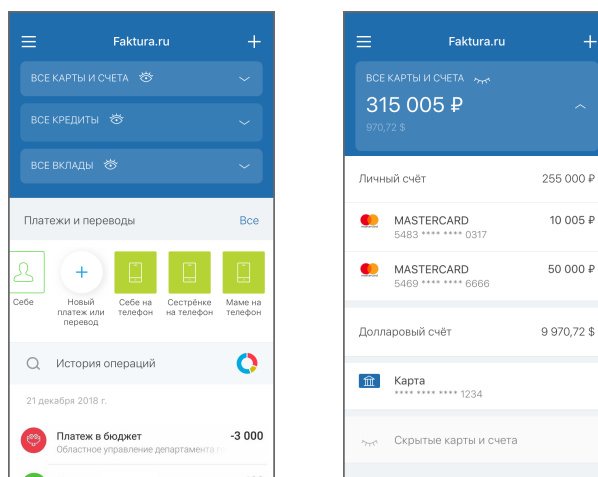 Faktura.ru
ВСЕ КАРТЫ И СЧЕТА
ВСЕ КРЕДИТЫ
ВСЕ ВКЛАДЫ
Платежи и переводы
Все
Себе
Новый
платеж или
перевод
Себе на
телефон
Сестрёнке
на телефон
Маме на
телефон
История операций
21 декабря 2018 г.
Платеж в бюджет
-3 000
Областное управление департамента
Faktura.ru
ВСЕ КАРТЫ И СЧЕТА
315 005 ₽
970,72 $
Личный счёт
255 000 ₽
MASTERCARD
10 005 ₽
5483 **** **** 0317
MASTERCARD
50 000 ₽
5469 **** **** 6666
Долларовый счёт
9 970,72 $
Карта
**** **** **** 1234
Скрытые карты и счета